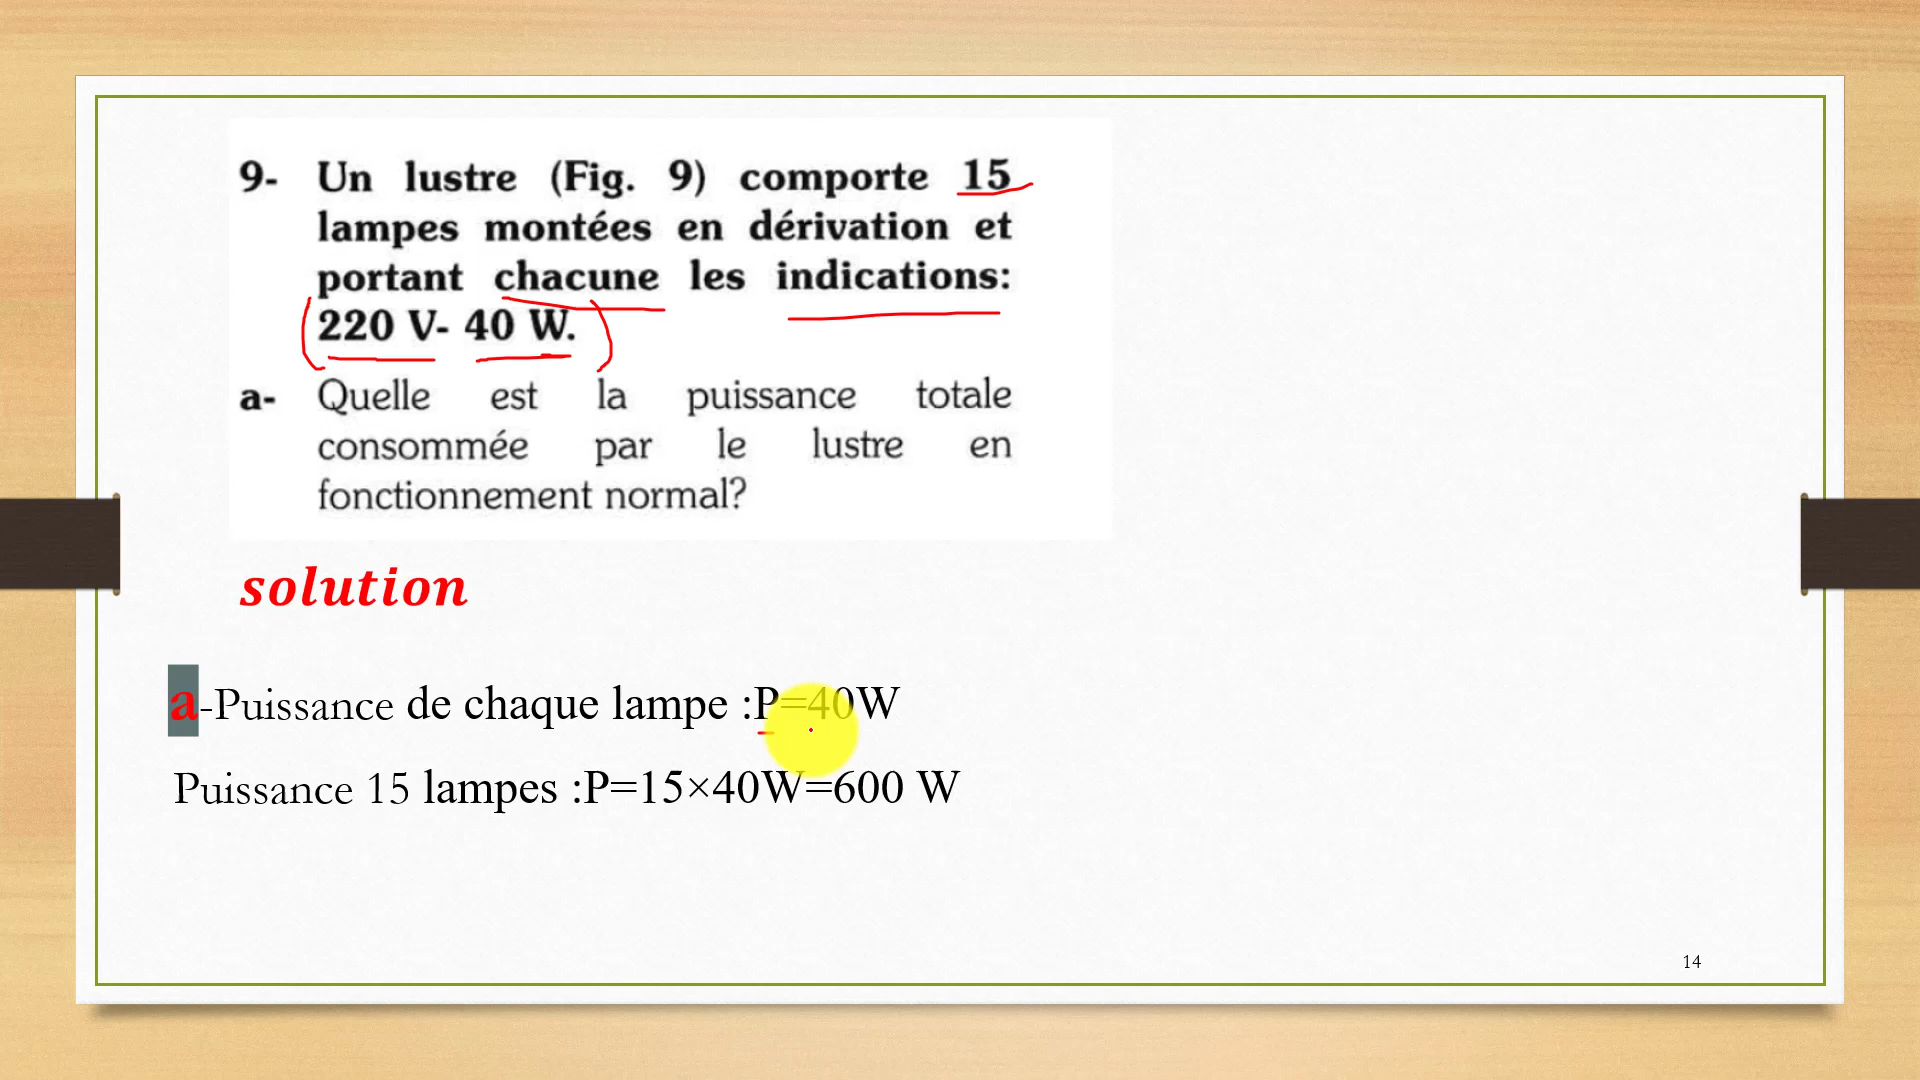 9- Un lustre (Fig. 9) comporte 15
lampes montées en dérivation et
portant chacune les indications:
220 V- 40 W.
a- Quelle est la puissance totale
consommée par le lustre en
fonctionnement normal?
solution
a-Puissance de chaque lampe :P=40W
Puissance 15 lampes :P=15×40W=600 W
14